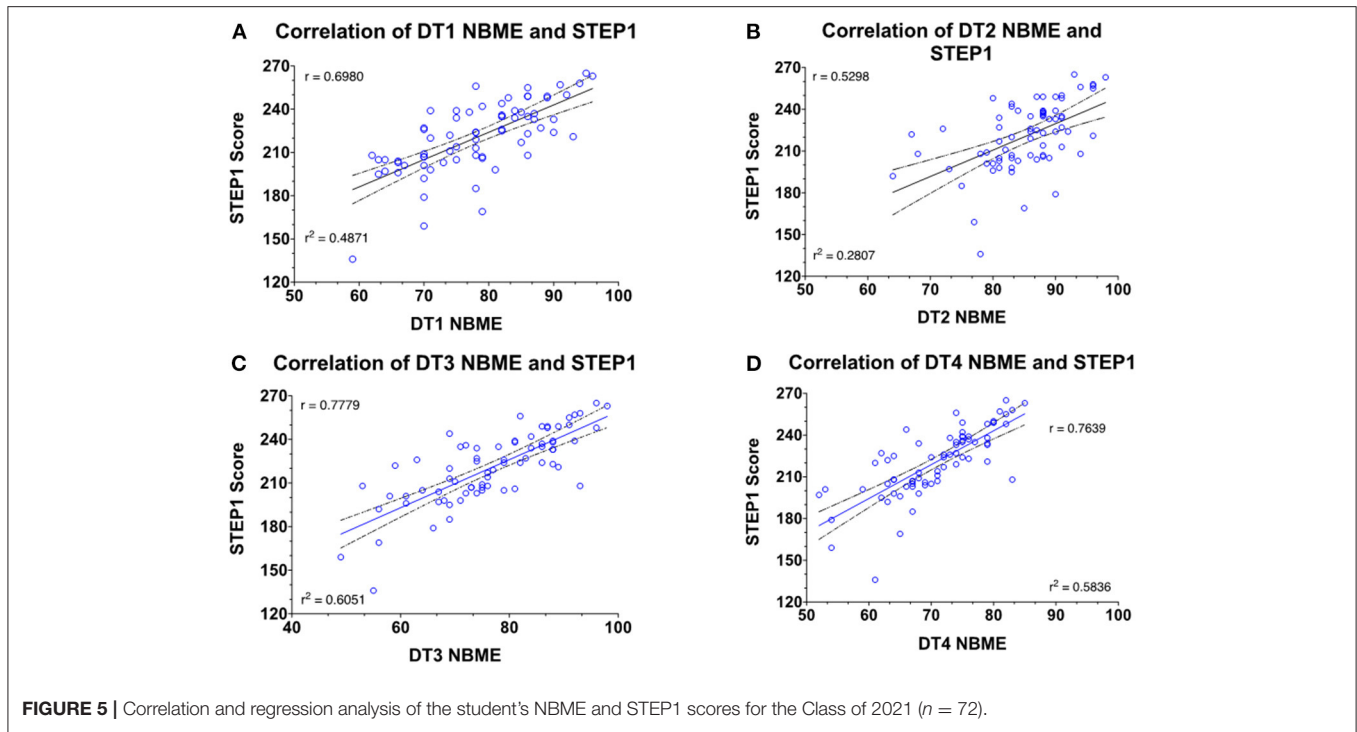 A Correlation of DT1 NBME and STEP1
r = 0.6980
STEP1 Score
270
240
210
180
150
120
r² = 0.4871
50 60 70 80 90 100
DT1 NBME
B Correlation of DT2 NBME and
STEP1
r = 0.5298
STEP1 Score
270
240
210
180
150
120
r² = 0.2807
50 60 70 80 90 100
DT2 NBME
C Correlation of DT3 NBME and STEP1
r = 0.7779
STEP1 Score
270
240
210
180
150
120
r² = 0.6051
40 60 80 100
DT3 NBME
D Correlation of DT4 NBME and STEP1
r = 0.7639
STEP1 Score
270
240
210
180
150
120
r² = 0.5836
50 60 70 80 90 100
DT4 NBME
FIGURE 5 | Correlation and regression analysis of the student's NBME and STEP1 scores for the Class of 2021 (n = 72).